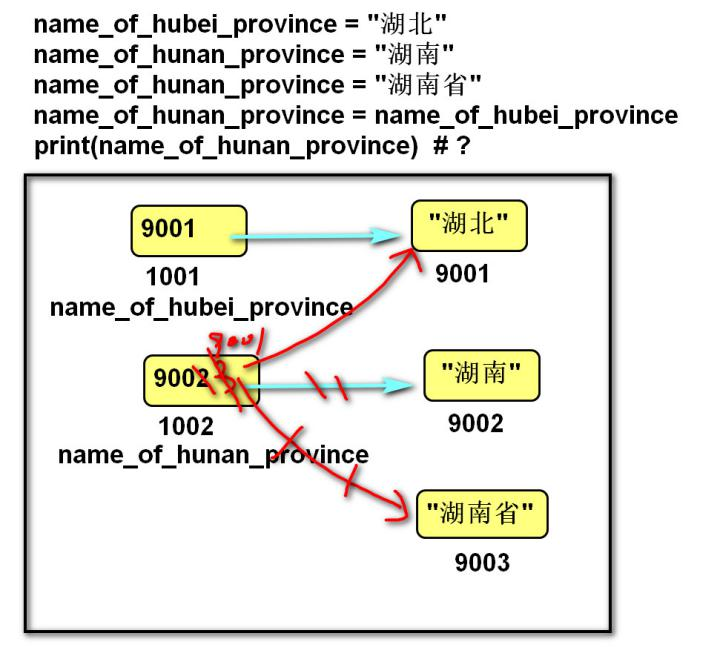 name_of_hubei_province = "湖北"
name_of_hunan_province = "湖南"
name_of_hunan_province = "湖南省"
name_of_hunan_province = name_of_hubei_province
print(name_of_hunan_province)  # ?
9001
"湖北"
1001
9001
name_of_hubei_province
9001
9002
"湖南"
1002
9002
name_of_hunan_province
"湖南省"
9003